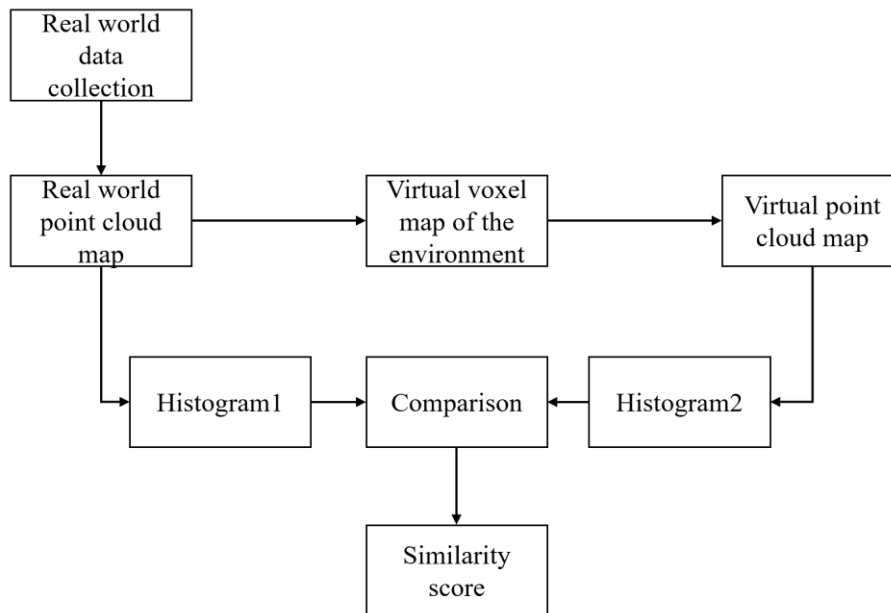 Real world
data
collection
Real world
point cloud
map
Virtual voxel
map of the
environment
Virtual point
cloud map
Histogram1
Comparison
Histogram2
Similarity
score